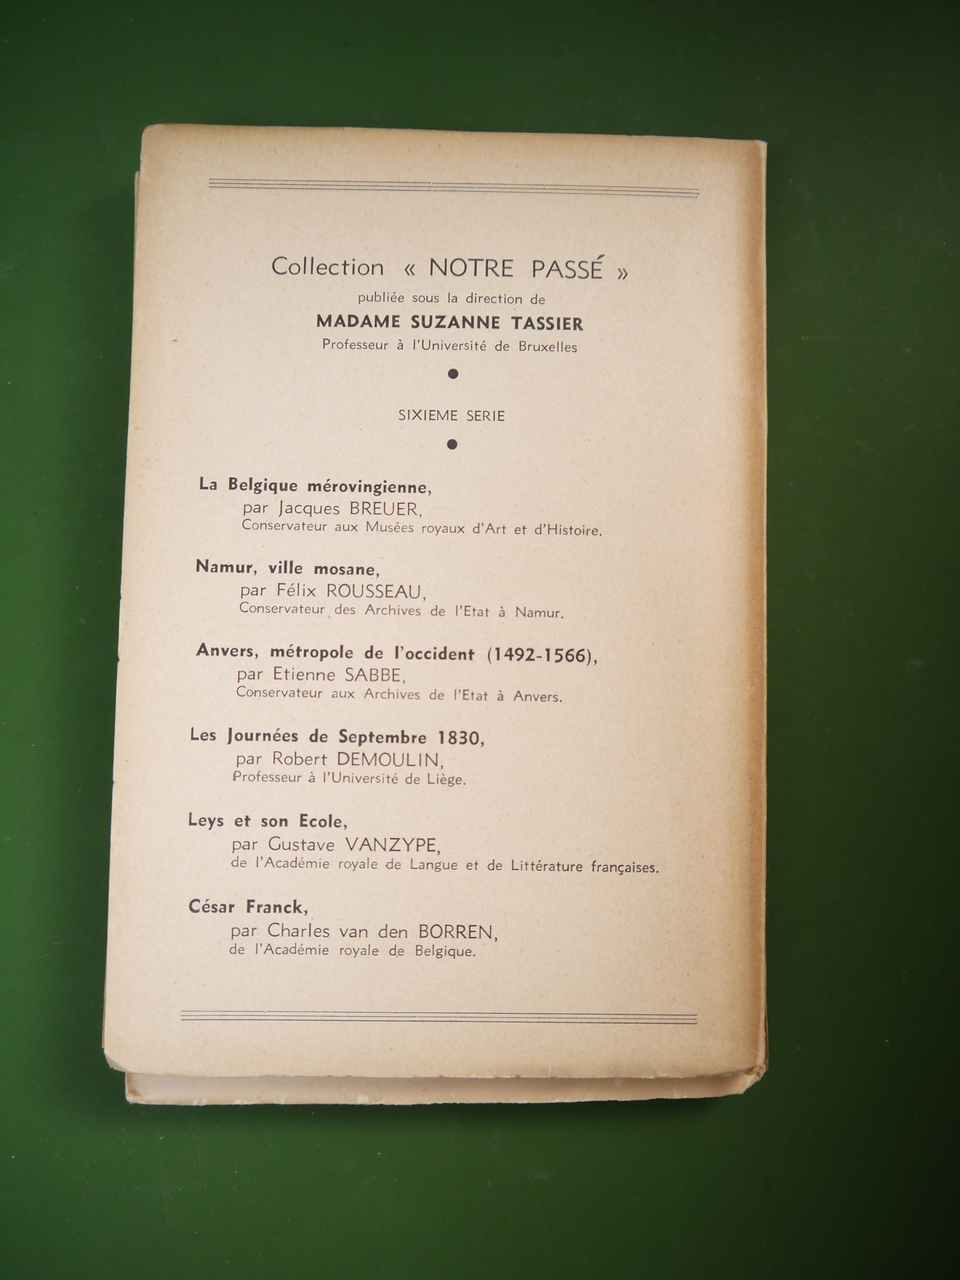 Collection « NOTRE PASSÉ »
publiée sous la direction de
MADAME SUZANNE TASSIER
Professeur à l'Université de Bruxelles
●
SIXIEME SERIE
●
La Belgique mérovingienne,
par Jacques BREUER,
Conservateur aux Musées royaux d'Art et d'Histoire.
Namur, ville mosane,
par Félix ROUSSEAU,
Conservateur des Archives de l'Etat à Namur.
Anvers, métropole de l'occident (1492-1566),
par Etienne SABBE,
Conservateur aux Archives de l'Etat à Anvers.
Les Journées de Septembre 1830,
par Robert DEMOULIN,
Professeur à l'Université de Liège.
Leys et son Ecole,
par Gustave VANZYPE,
de l'Académie royale de Langue et de Littérature françaises.
César Franck,
par Charles van den BORREN,
de l'Académie royale de Belgique.